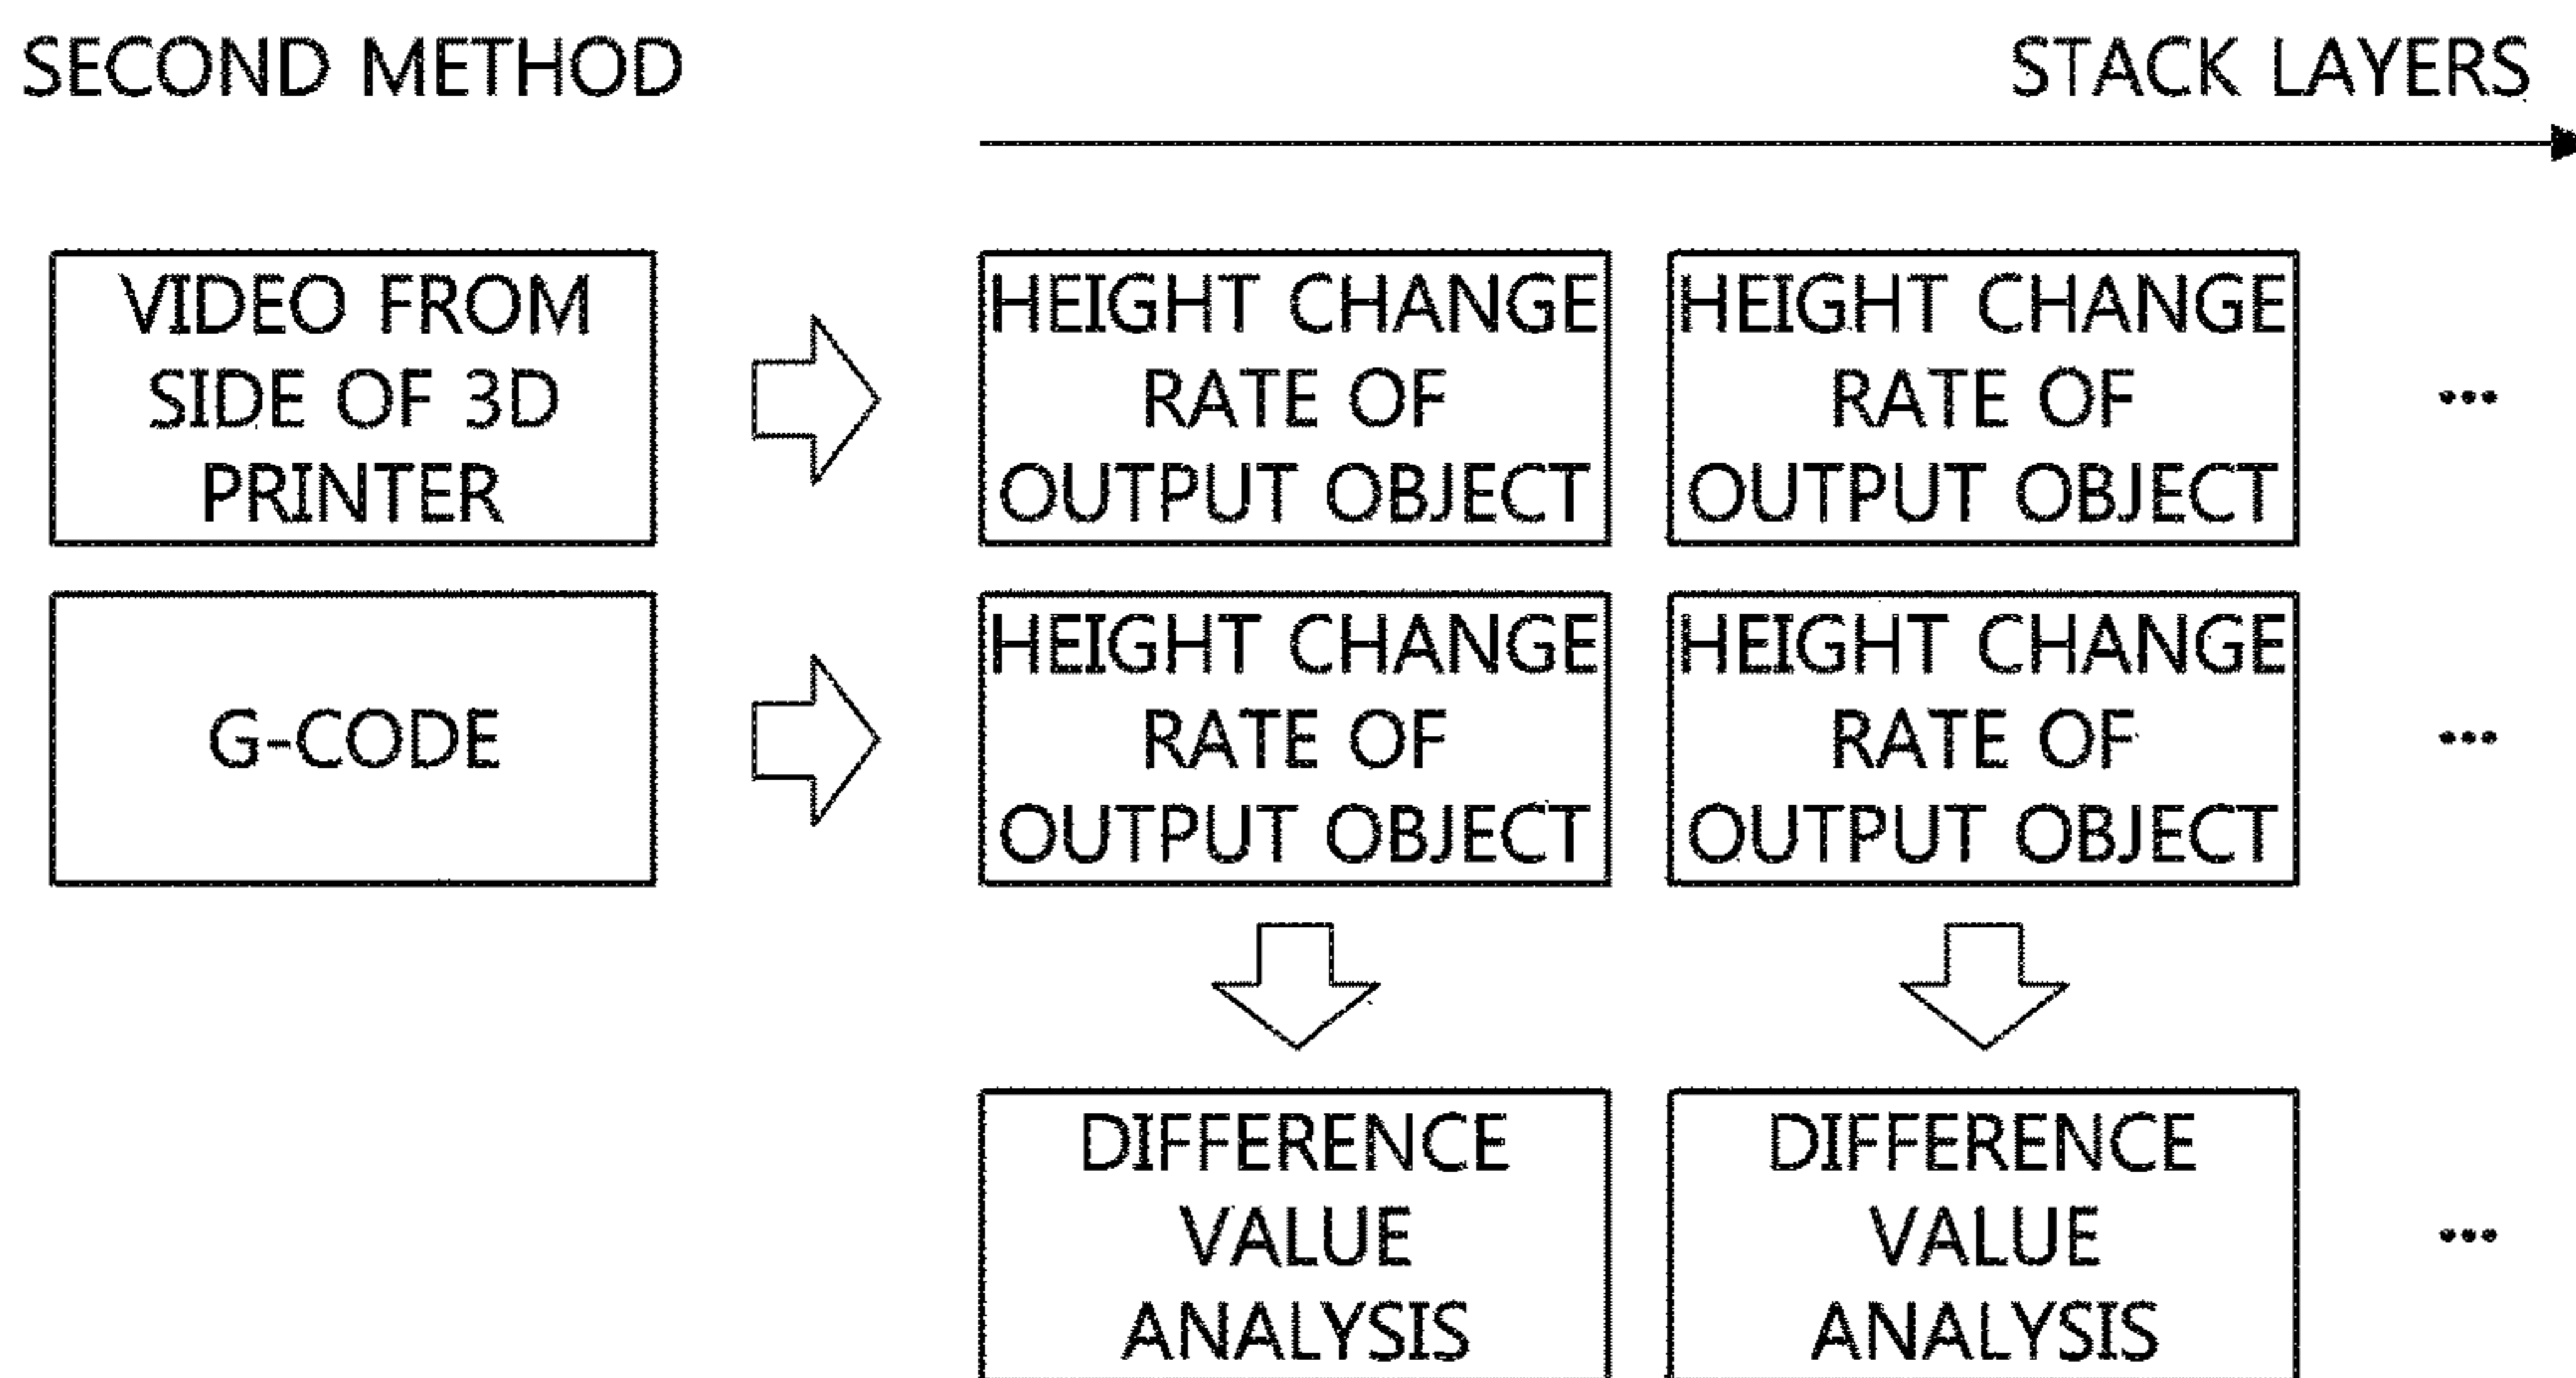 SECOND METHOD
STACK LAYERS
VIDEO FROM
SIDE OF 3D
PRINTER
HEIGHT CHANGE
RATE OF
OUTPUT OBJECT
HEIGHT CHANGE
RATE OF
OUTPUT OBJECT
...
G-CODE
HEIGHT CHANGE
RATE OF
OUTPUT OBJECT
HEIGHT CHANGE
RATE OF
OUTPUT OBJECT
...
DIFFERENCE
VALUE
ANALYSIS
DIFFERENCE
VALUE
ANALYSIS
...